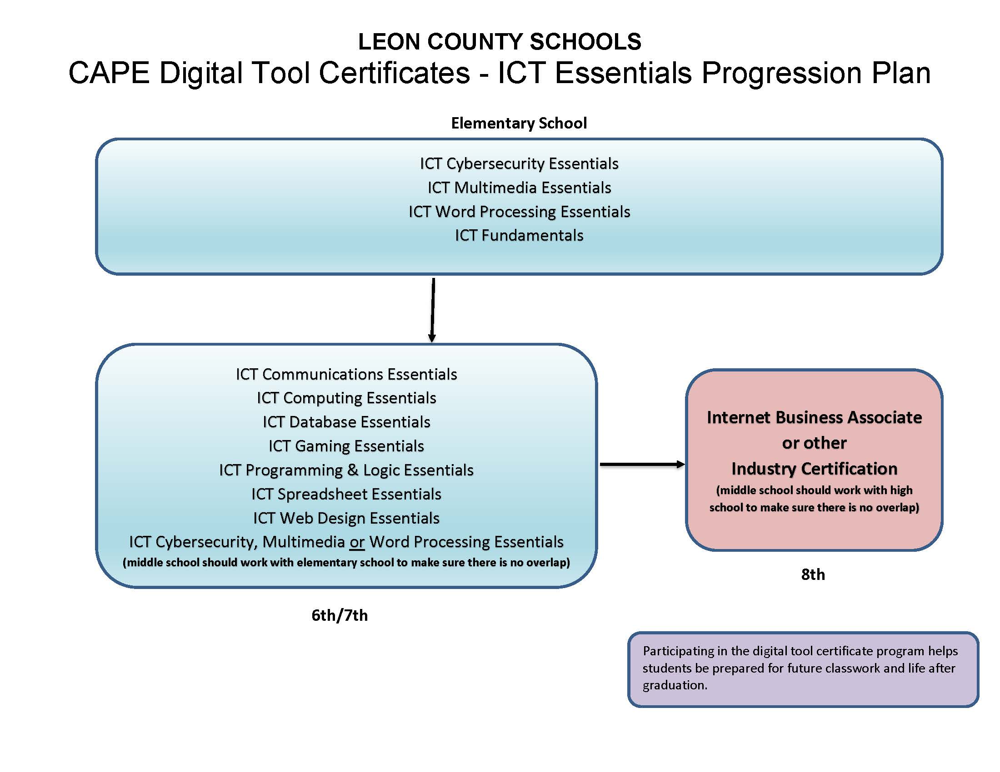 LEON COUNTY SCHOOLS
CAPE Digital Tool Certificates - ICT Essentials Progression Plan
Elementary School
ICT Cybersecurity Essentials
ICT Multimedia Essentials
ICT Word Processing Essentials
ICT Fundamentals
ICT Communications Essentials
ICT Computing Essentials
ICT Database Essentials
ICT Gaming Essentials
ICT Programming & Logic Essentials
ICT Spreadsheet Essentials
ICT Web Design Essentials
ICT Cybersecurity, Multimedia or Word Processing Essentials
(middle school should work with elementary school to make sure there is no overlap)
6th/7th
Internet Business Associate
or other
Industry Certification
(middle school should work with high
school to make sure there is no overlap)
8th
Participating in the digital tool certificate program helps
students be prepared for future classwork and life after
graduation.